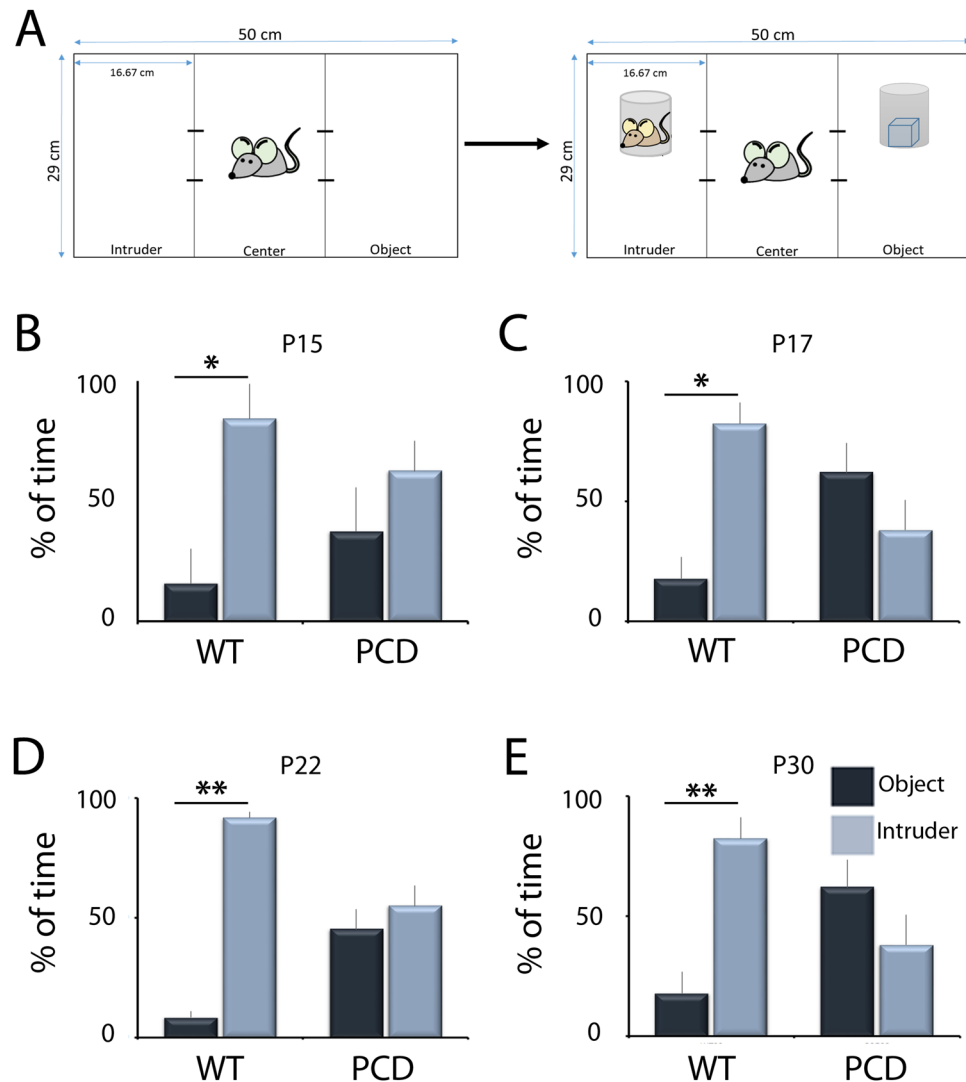 A
50 cm
16.67 cm
29 cm
Intruder
Center
Object
50 cm
16.67 cm
29 cm
Intruder
Center
Object
B
P15
*
% of time
100
50
0
WT
PCD
C
P17
*
% of time
100
50
0
WT
PCD
D
P22
**
% of time
100
50
0
WT
PCD
E
P30
**
Object
Intruder
% of time
100
50
0
WT
PCD